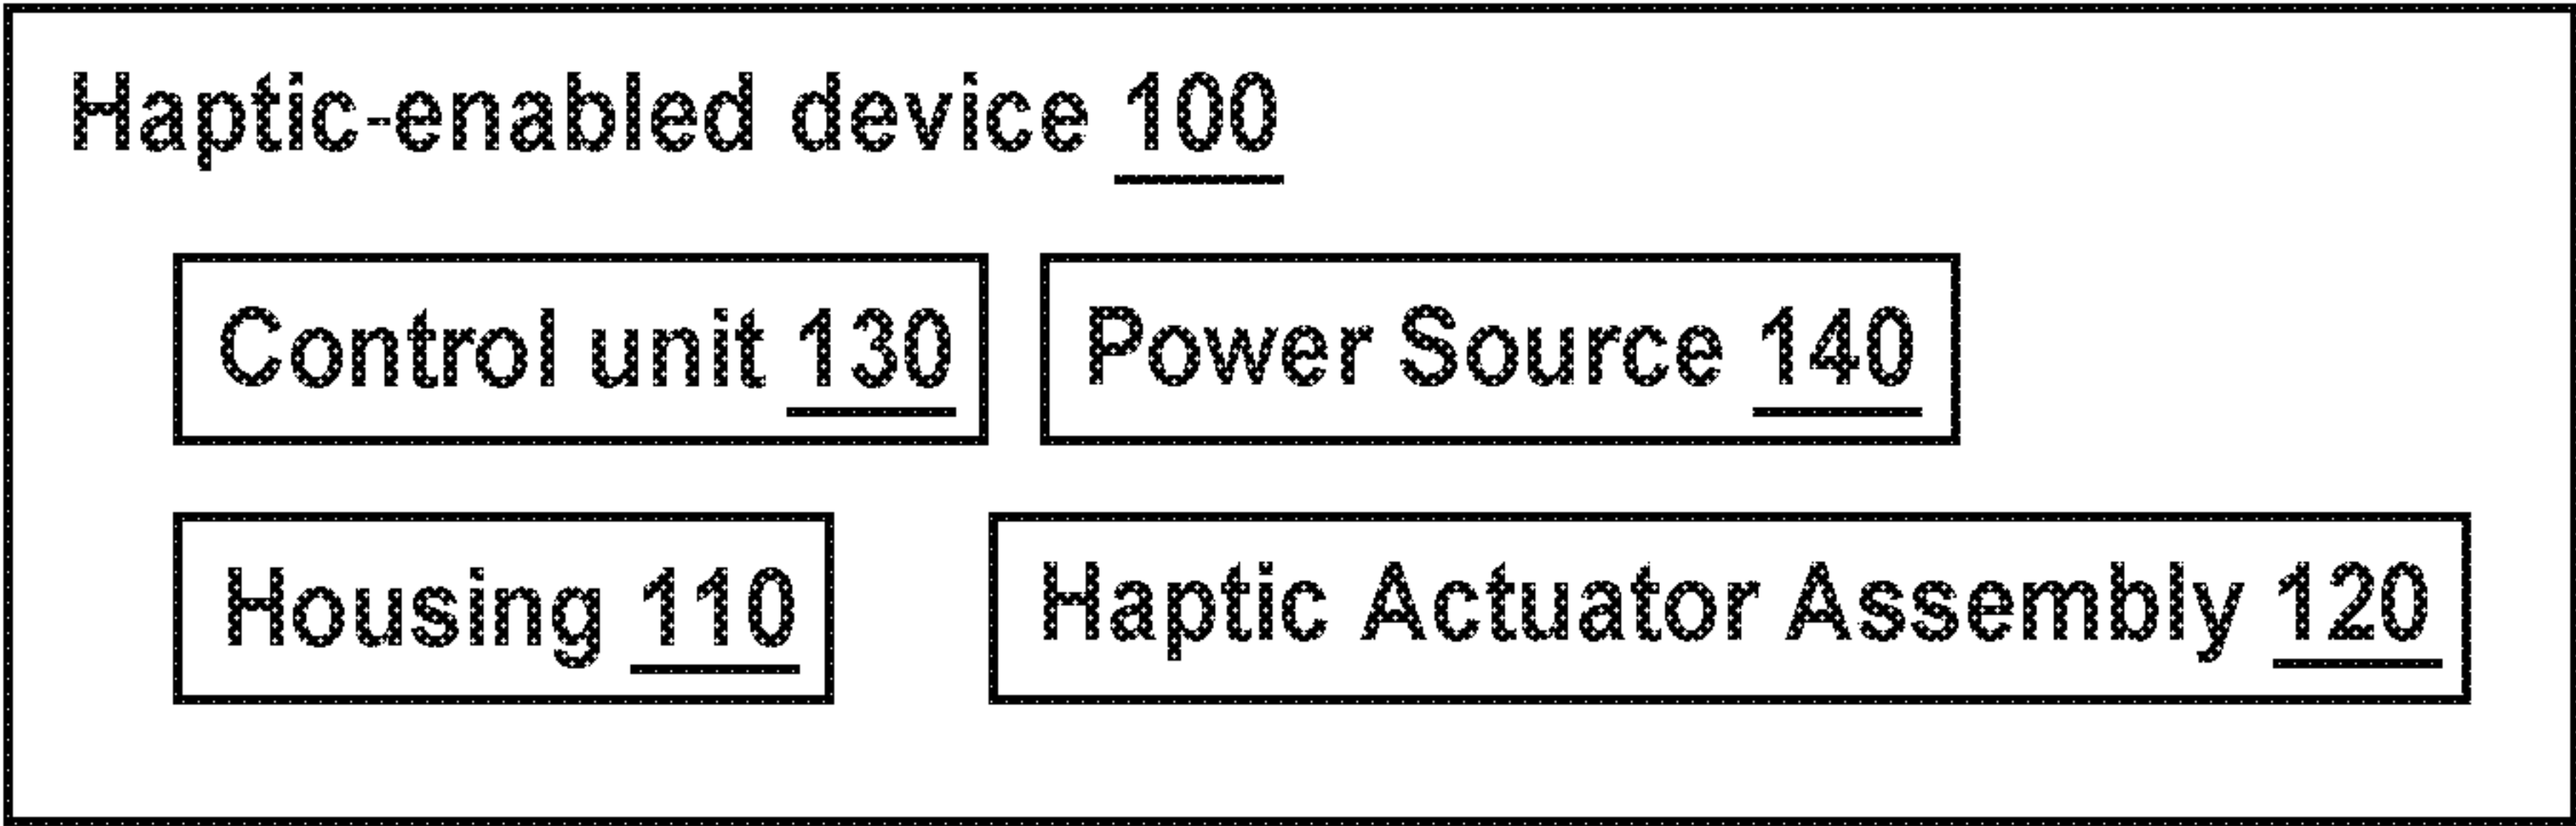 Haptic-enabled device 100
Control unit 130
Power Source 140
Housing 110
Haptic Actuator Assembly 120